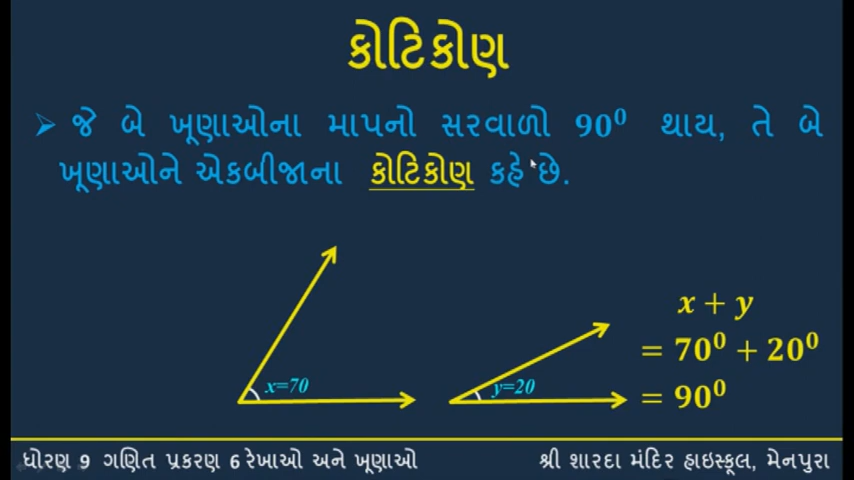 કોટિકોણ
➢ જે બે ખૂણાઓના માપનો સરવાળો 90⁰ થાય, તે બે
ખૂણાઓને એકબીજાના કોટિકોણ કહે છે.
x + y
= 70⁰ + 20⁰
= 90⁰
x=70
y=20
ધોરણ 9 ગણિત પ્રકરણ 6 રેખાઓ અને ખૂણાઓ
શ્રી શારદા મંદિર હાઇસ્કૂલ, મેનપુરા